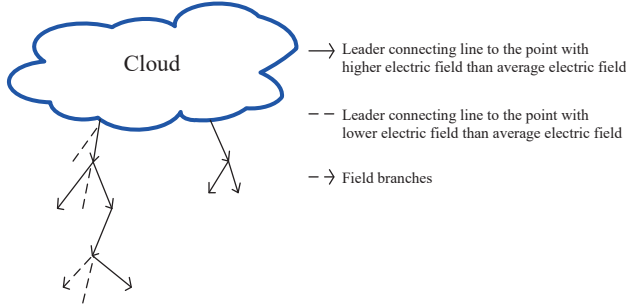 Cloud
Leader connecting line to the point with
higher electric field than average electric field
Leader connecting line to the point with
lower electric field than average electric field
Field branches